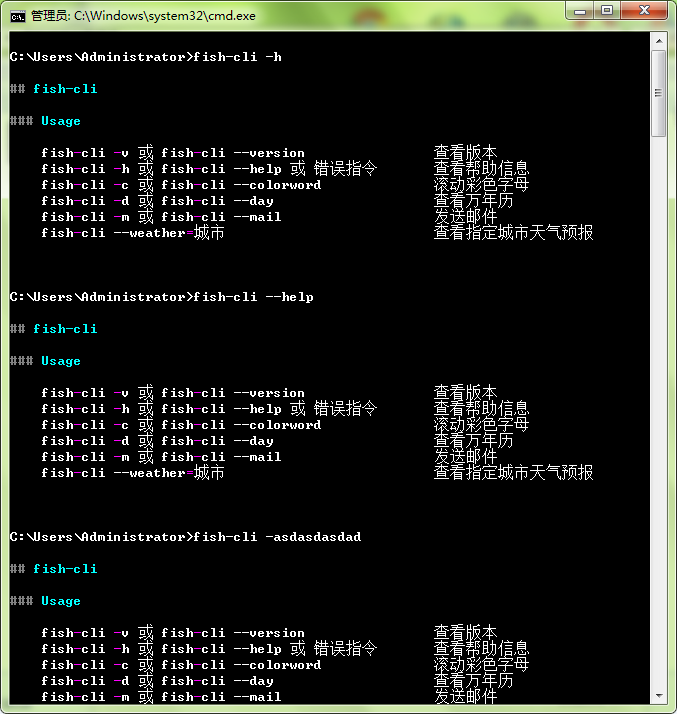 管理员: C:\Windows\system32\cmd.exe
C:\Users\Administrator>fish-cli -h
## fish-cli
### Usage
fish-cli -v 或 fish-cli --version 查看版本
fish-cli -h 或 fish-cli --help 或 错误指令 查看帮助信息
fish-cli -c 或 fish-cli --colorword 滚动彩色字母
fish-cli -d 或 fish-cli --day 查看万年历
fish-cli -m 或 fish-cli --mail 发送邮件
fish-cli --weather=城市 查看指定城市天气预报
C:\Users\Administrator>fish-cli --help
## fish-cli
### Usage
fish-cli -v 或 fish-cli --version 查看版本
fish-cli -h 或 fish-cli --help 或 错误指令 查看帮助信息
fish-cli -c 或 fish-cli --colorword 滚动彩色字母
fish-cli -d 或 fish-cli --day 查看万年历
fish-cli -m 或 fish-cli --mail 发送邮件
fish-cli --weather=城市 查看指定城市天气预报
C:\Users\Administrator>fish-cli -asdasdasdad
## fish-cli
### Usage
fish-cli -v 或 fish-cli --version 查看版本
fish-cli -h 或 fish-cli --help 或 错误指令 查看帮助信息
fish-cli -c 或 fish-cli --colorword 滚动彩色字母
fish-cli -d 或 fish-cli --day 查看万年历
fish-cli -m 或 fish-cli --mail 发送邮件